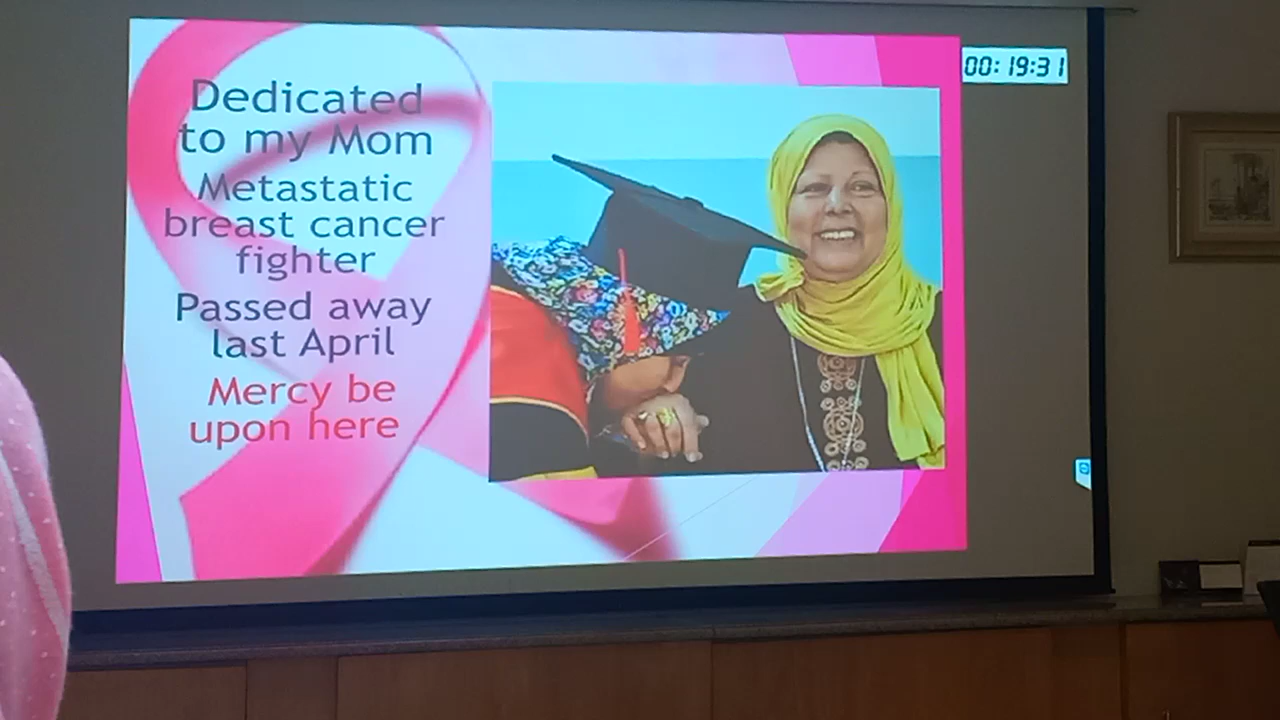 Dedicated
to my Mom
Metastatic
breast cancer
fighter
Passed away
last April
Mercy be
upon here
00:19:31